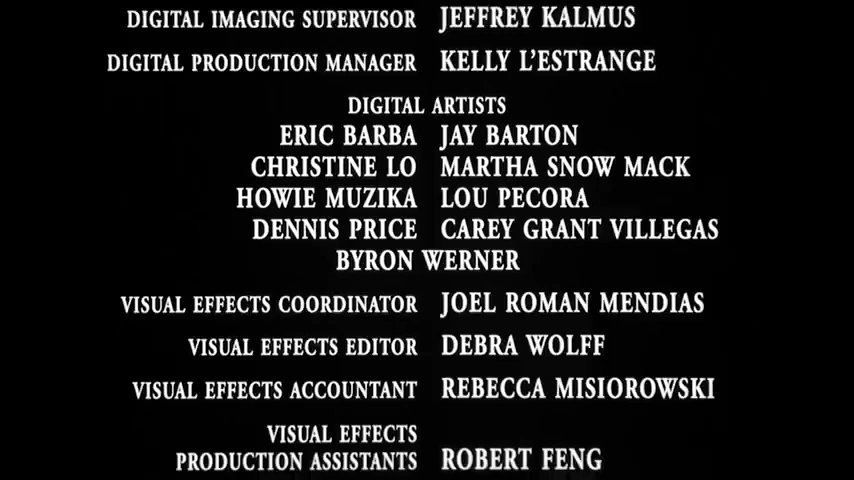 DIGITAL IMAGING SUPERVISOR JEFFREY KALMUS
DIGITAL PRODUCTION MANAGER KELLY L'ESTRANGE
DIGITAL ARTISTS
ERIC BARBA JAY BARTON
CHRISTINE LO MARTHA SNOW MACK
HOWIE MUZIKA LOU PECORA
DENNIS PRICE CAREY GRANT VILLEGAS
BYRON WERNER
VISUAL EFFECTS COORDINATOR JOEL ROMAN MENDIAS
VISUAL EFFECTS EDITOR DEBRA WOLFF
VISUAL EFFECTS ACCOUNTANT REBECCA MISIOROWSKI
VISUAL EFFECTS
PRODUCTION ASSISTANTS ROBERT FENG